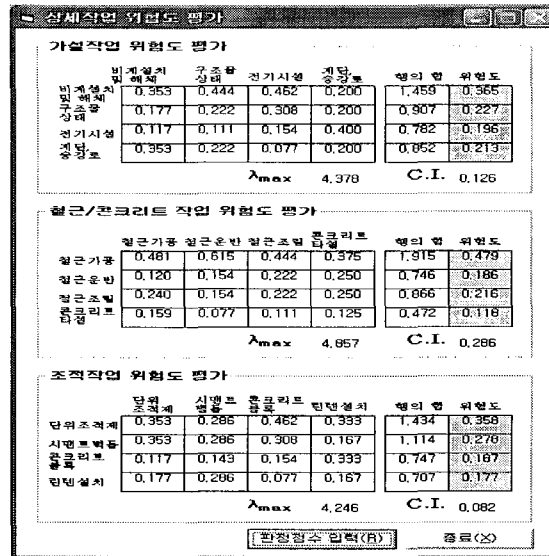 상세작업 위험도 평가
가설작업 위험도 평가
비계설치 및 해체 구조물 상태 전기시설 계단, 승강로 행의 합 위험도
비계설치 및 해체 0,353 0,444 0,462 0,200 1,459 0,365
구조물 상태 0,177 0,222 0,308 0,200 0,907 0,227
전기시설 0,117 0,111 0,154 0,400 0,782 0,196
계단, 승강로 0,353 0,222 0,077 0,200 0,852 0,213
λmax 4,378 C.I. 0,126
철근/콘크리트 작업 위험도 평가
철근가공 철근운반 철근조립 콘크리트 타설 행의 합 위험도
철근가공 0,481 0,615 0,444 0,375 1,915 0,479
철근운반 0,120 0,154 0,222 0,250 0,746 0,186
철근조립 0,240 0,154 0,222 0,250 0,866 0,216
콘크리트 타설 0,159 0,077 0,111 0,125 0,472 0,118
λmax 4,857 C.I. 0,286
조적작업 위험도 평가
단위 조적제 시멘트 벽돌 콘크리트 블록 린텐설치 행의 합 위험도
단위조적제 0,353 0,286 0,462 0,333 1,434 0,358
시맨트벽돌 0,353 0,286 0,308 0,167 1,114 0,278
콘크리트 블록 0,117 0,143 0,154 0,333 0,747 0,187
린텐설치 0,177 0,286 0,077 0,167 0,707 0,177
λmax 4,246 C.I. 0,082
판정점수 입력(R) 종료(X)